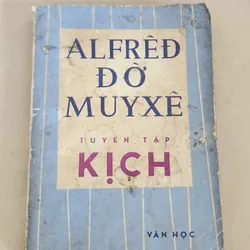 ALFRÊĐ
ĐỜ
MUYXÊ
TUYỂN TẬP
KỊCH
VĂN HỌC